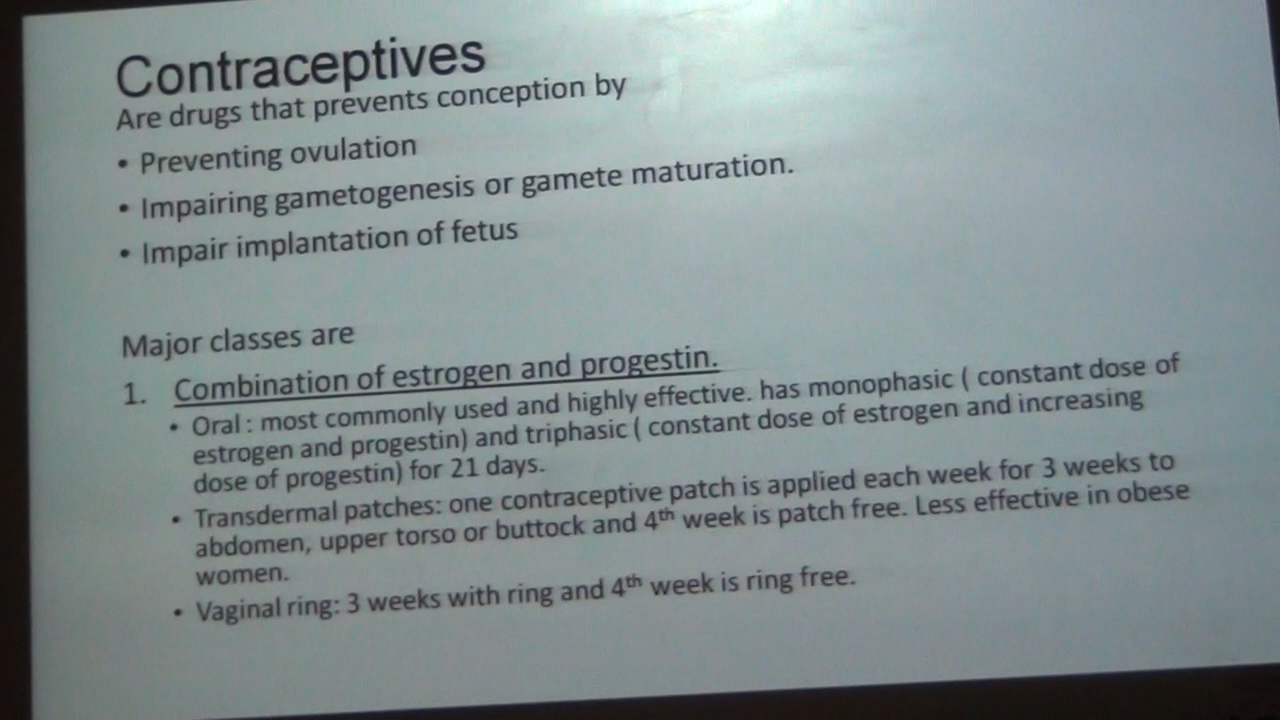 Contraceptives
Are drugs that prevents conception by
• Preventing ovulation
• Impairing gametogenesis or gamete maturation.
• Impair implantation of fetus
Major classes are
1. Combination of estrogen and progestin.
• Oral : most commonly used and highly effective. has monophasic ( constant dose of
estrogen and progestin) and triphasic ( constant dose of estrogen and increasing
dose of progestin) for 21 days.
• Transdermal patches: one contraceptive patch is applied each week for 3 weeks to
abdomen, upper torso or buttock and 4th week is patch free. Less effective in obese
women.
• Vaginal ring: 3 weeks with ring and 4th week is ring free.